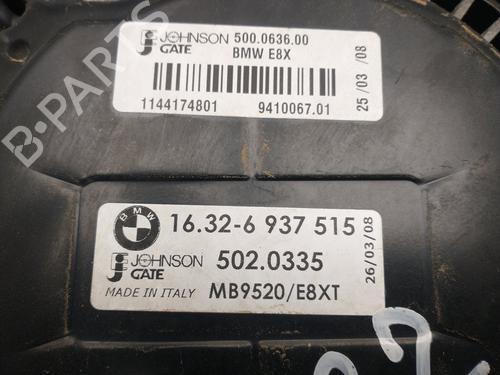 JOHNSON GATE 500.0636.00
BMW E8X
1144174801 9410067.01
25/03/08
B-PARTS
BMW
16.32-6 937 515
JOHNSON GATE 502.0335
MADE IN ITALY MB9520/E8XT
26/03/08